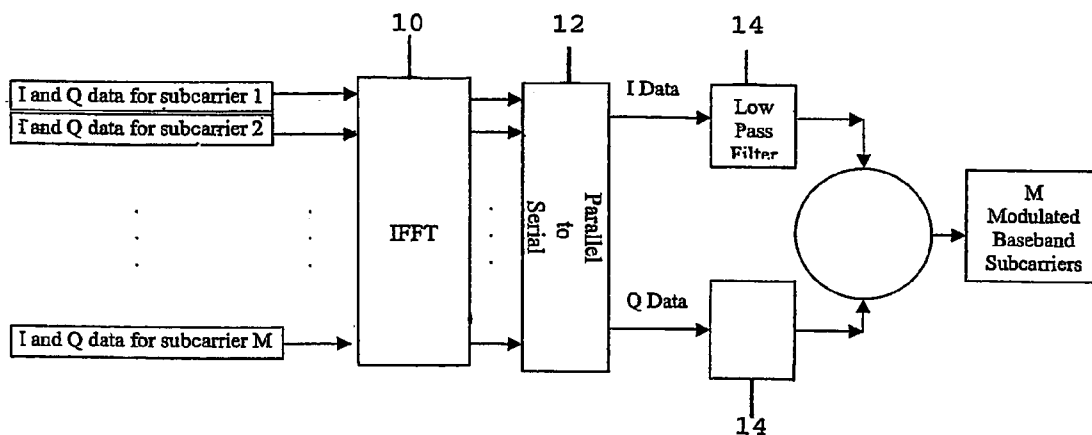 10
12
14
I and Q data for subcarrier 1
I and Q data for subcarrier 2
I and Q data for subcarrier M
IFFT
Parallel
to
Serial
I Data
Q Data
Low
Pass
Filter
14
M
Modulated
Baseband
Subcarriers